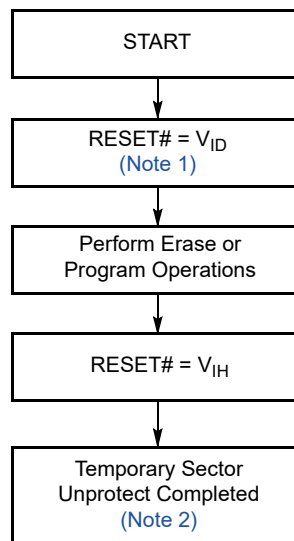 START
RESET# = VID
(Note 1)
Perform Erase or
Program Operations
RESET# = VIH
Temporary Sector
Unprotect Completed
(Note 2)